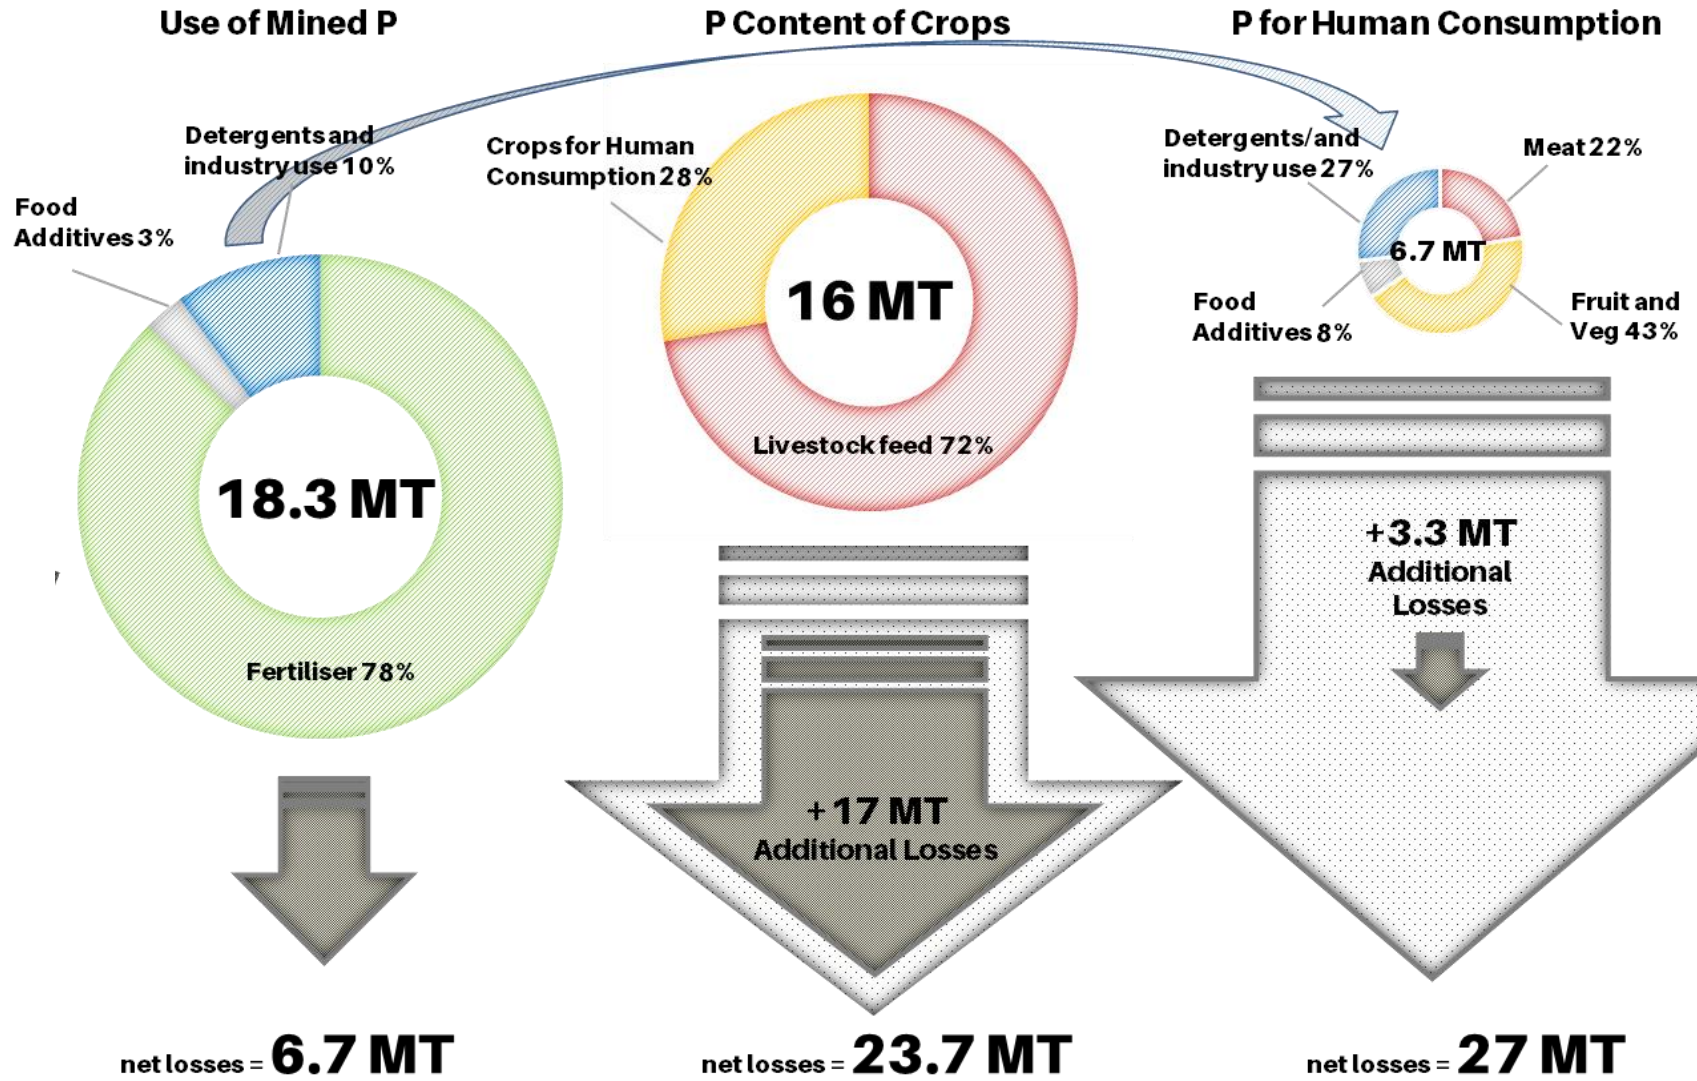 Use of Mined P
P Content of Crops
P for Human Consumption
Detergents and
industry use 10%
Food
Additives 3%
18.3 MT
Fertiliser 78%
net losses = 6.7 MT
Crops for Human
Consumption 28%
16 MT
Livestock feed 72%
+ 17 MT
Additional Losses
net losses = 23.7 MT
Detergents/and
industry use 27%
Meat 22%
6.7 MT
Food
Additives 8%
Fruit and
Veg 43%
+3.3 MT
Additional
Losses
net losses = 27 MT